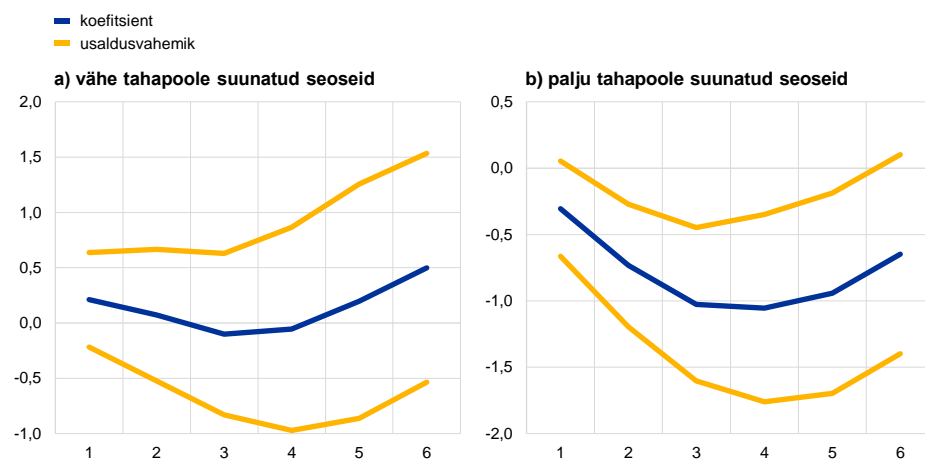 koefitsient
usaldusvahemik
a) vähe tahapoole suunatud seoseid
2,0
1,5
1,0
0,5
0,0
-0,5
-1,0
1 2 3 4 5 6
b) palju tahapoole suunatud seoseid
0,5
0,0
-0,5
-1,0
-1,5
-2,0
1 2 3 4 5 6